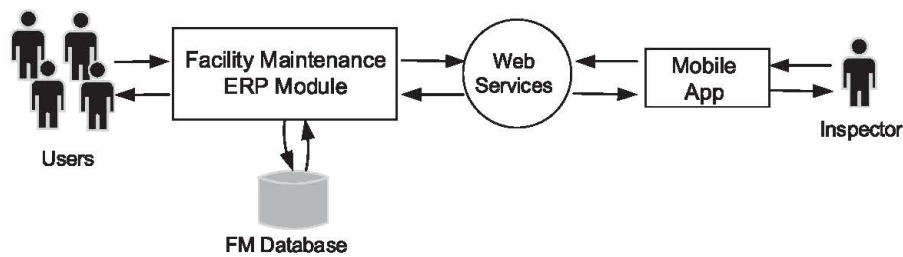 Users
Facility Maintenance
ERP Module
FM Database
Web
Services
Mobile
App
Inspector